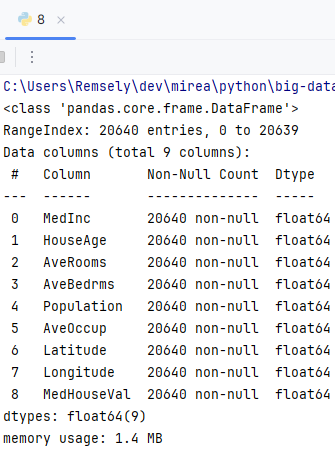 8
C:\Users\Remsely\dev\mirea\python\big-data
<class 'pandas.core.frame.DataFrame'>
RangeIndex: 20640 entries, 0 to 20639
Data columns (total 9 columns):
 #   Column       Non-Null Count  Dtype
---  ------       --------------  -----
 0   MedInc       20640 non-null  float64
 1   HouseAge     20640 non-null  float64
 2   AveRooms     20640 non-null  float64
 3   AveBedrms    20640 non-null  float64
 4   Population   20640 non-null  float64
 5   AveOccup     20640 non-null  float64
 6   Latitude     20640 non-null  float64
 7   Longitude    20640 non-null  float64
 8   MedHouseVal  20640 non-null  float64
dtypes: float64(9)
memory usage: 1.4 MB